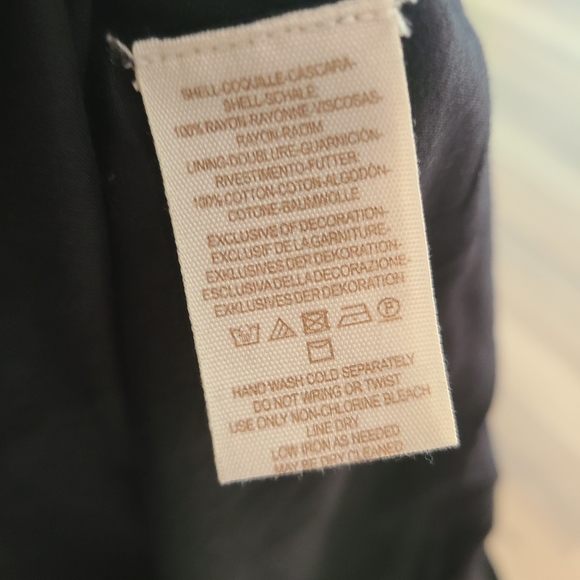 SHELL-COQUILLE-CASCARA-
SHELL-SCHALE:
100% RAYON-RAYONNE-VISCOSAS-
RAYON-RADIM
LINING-DOUBLURE-GUARNICIÓN-
RIVESTIMENTO-FUTTER:
100% COTTON-COTON-ALGODÓN-
COTONE-BAUMWOLLE
EXCLUSIVE OF DECORATION-
EXCLUSIF DE LA GARNITURE-
EXKLUSIVES DER DEKORATION-
ESCLUSIVA DELLA DECORAZIONE-
EXKLUSIVES DER DEKORATION
P
HAND WASH COLD SEPARATELY
DO NOT WRING OR TWIST
USE ONLY NON-CHLORINE BLEACH
LINE DRY
LOW IRON AS NEEDED
MAY BE DRY CLEANED